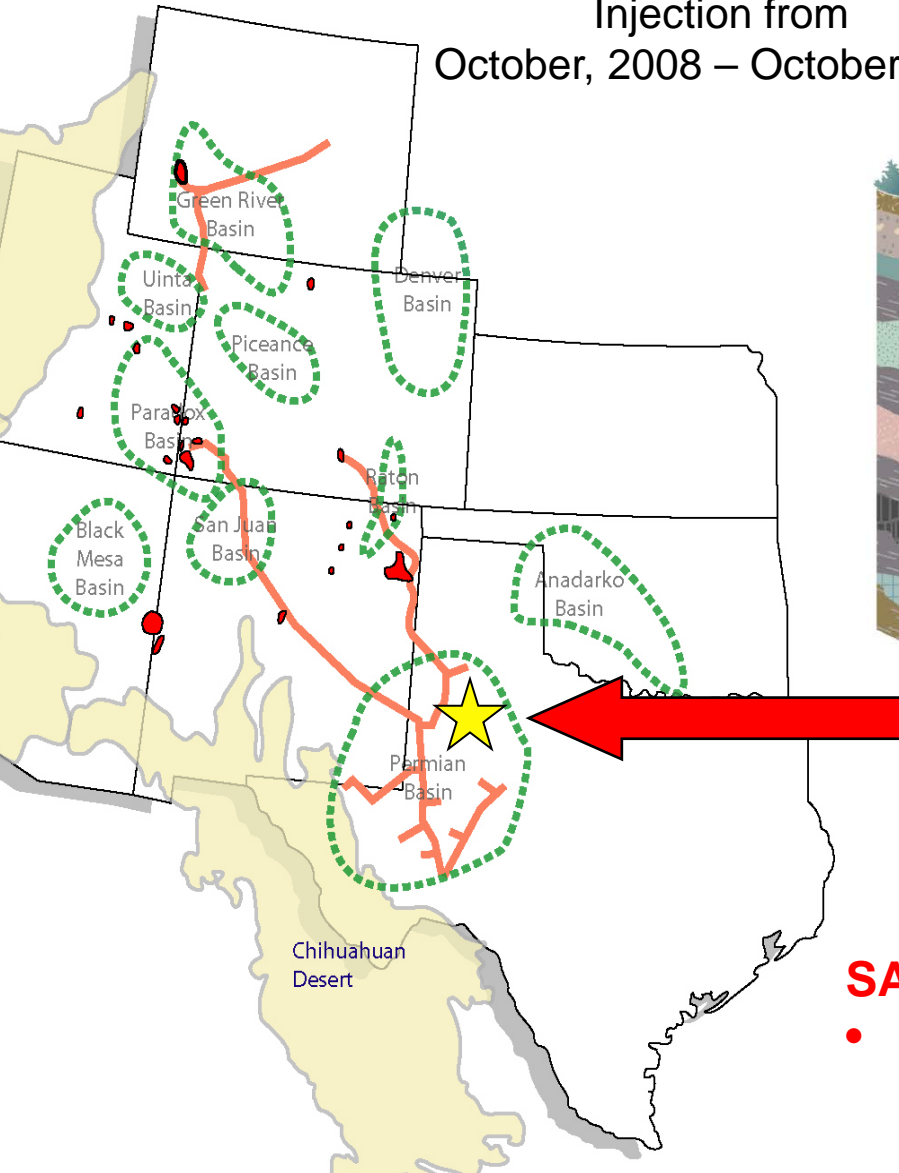 Injection from
October, 2008 – October
Green River
Basin
Denver
Basin
Uinta
Basin
Piceance
Basin
Paradox
Basin
Raton
Basin
San Juan
Basin
Black
Mesa
Basin
Anadarko
Basin
Permian
Basin
Chihuahuan
Desert
SA
•